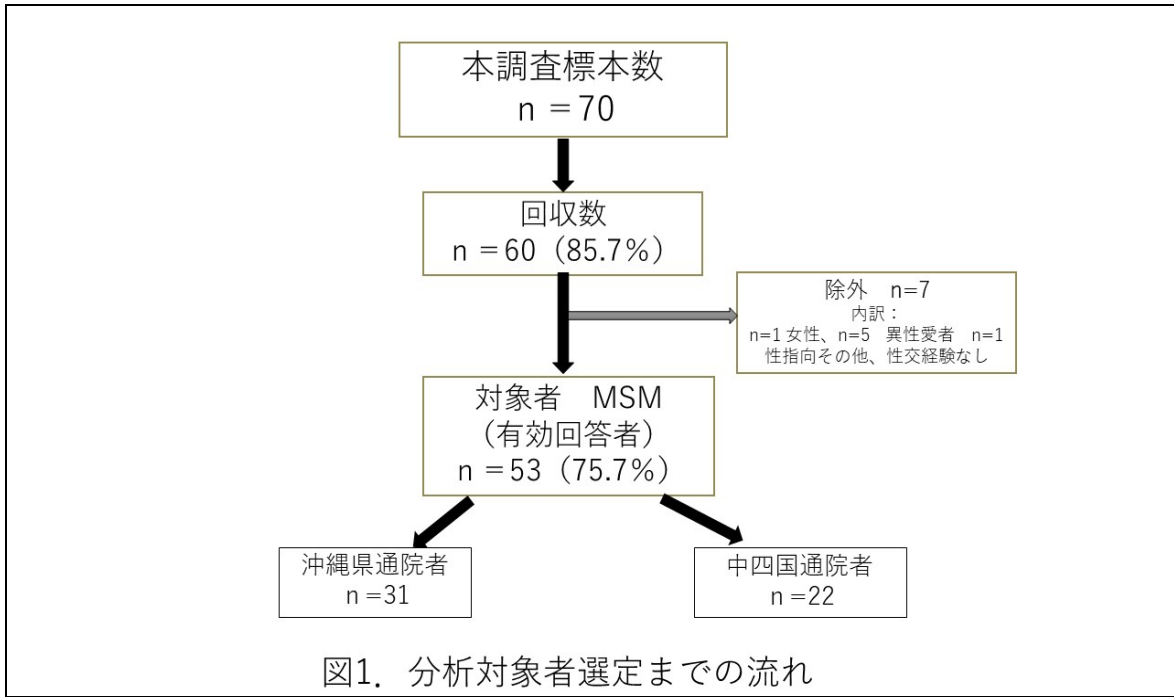 本調査標本数
n = 70
回収数
n = 60（85.7%）
除外　n=7
内訳：
n=1 女性、n=5　異性愛者　n=1
性指向その他、性交経験なし
対象者　MSM
（有効回答者）
n = 53（75.7%）
沖縄県通院者
n =31
中四国通院者
n =22
図1．分析対象者選定までの流れ